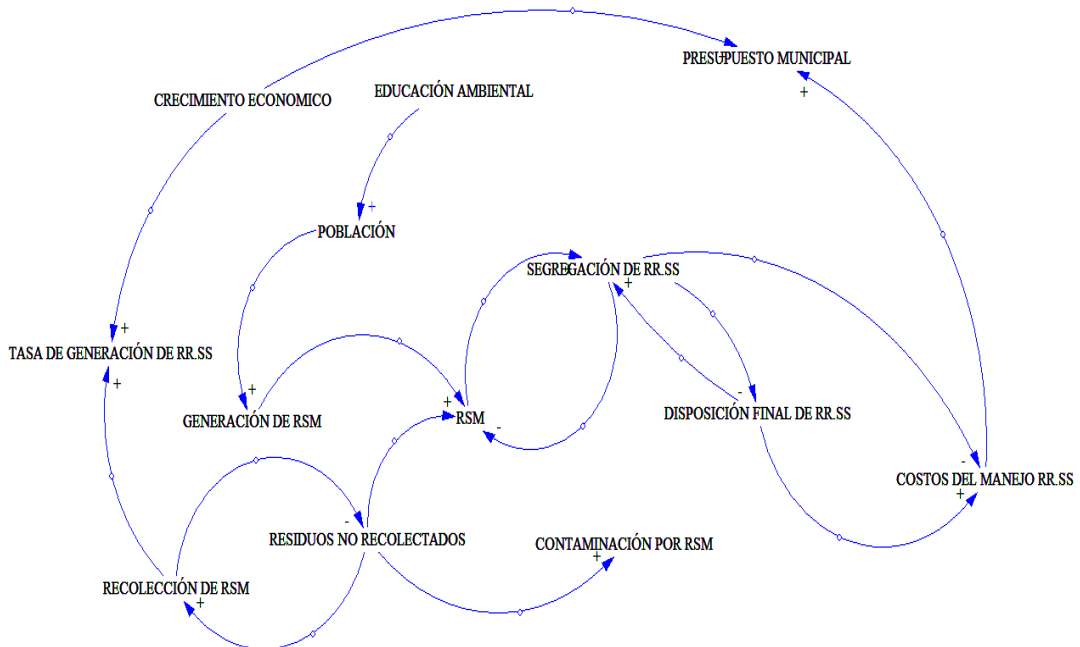 PRESUPUESTO MUNICIPAL
+
EDUCACIÓN AMBIENTAL
CRECIMIENTO ECONOMICO
+
POBLACIÓN
SEGREGACIÓN DE RR.SS
+
+
TASA DE GENERACIÓN DE RR.SS
+
+
-
GENERACIÓN DE RSM
+
RSM
-
DISPOSICIÓN FINAL DE RR.SS
-
COSTOS DEL MANEJO RR.SS
+
-
RESIDUOS NO RECOLECTADOS
CONTAMINACIÓN POR RSM
+
RECOLECCIÓN DE RSM
+